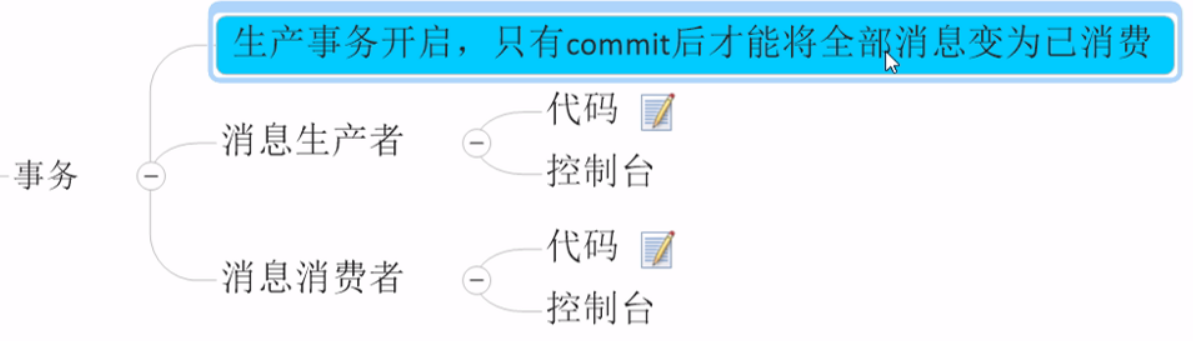 生产事务开启，只有commit后才能将全部消息变为已消费
代码
消息生产者
控制台
事务
代码
消息消费者
控制台